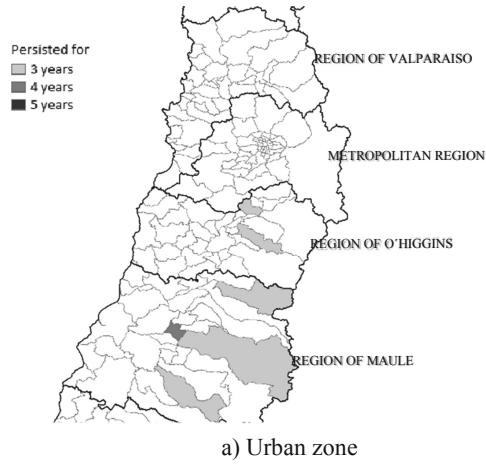 Persisted for
3 years
4 years
5 years
REGION OF VALPARAISO
METROPOLITAN REGION
REGION OF O´HIGGINS
REGION OF MAULE
a) Urban zone